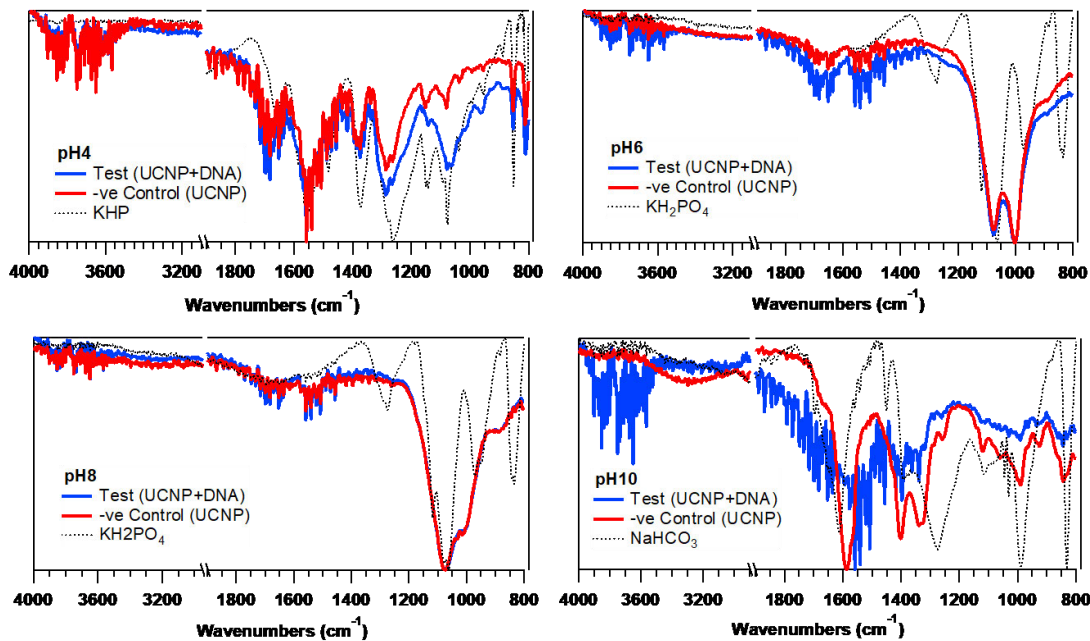 pH4
Test (UCNP+DNA)
-ve Control (UCNP)
KHP
4000 3600 3200 1800 1600 1400 1200 1000 800
Wavenumbers (cm⁻¹)
pH6
Test (UCNP+DNA)
-ve Control (UCNP)
KH₂PO₄
4000 3600 3200 1800 1600 1400 1200 1000 800
Wavenumbers (cm⁻¹)
pH8
Test (UCNP+DNA)
-ve Control (UCNP)
KH2PO₄
4000 3600 3200 1800 1600 1400 1200 1000 800
Wavenumbers (cm⁻¹)
pH10
Test (UCNP+DNA)
-ve Control (UCNP)
NaHCO₃
4000 3600 3200 1800 1600 1400 1200 1000 800
Wavenumbers (cm⁻¹)